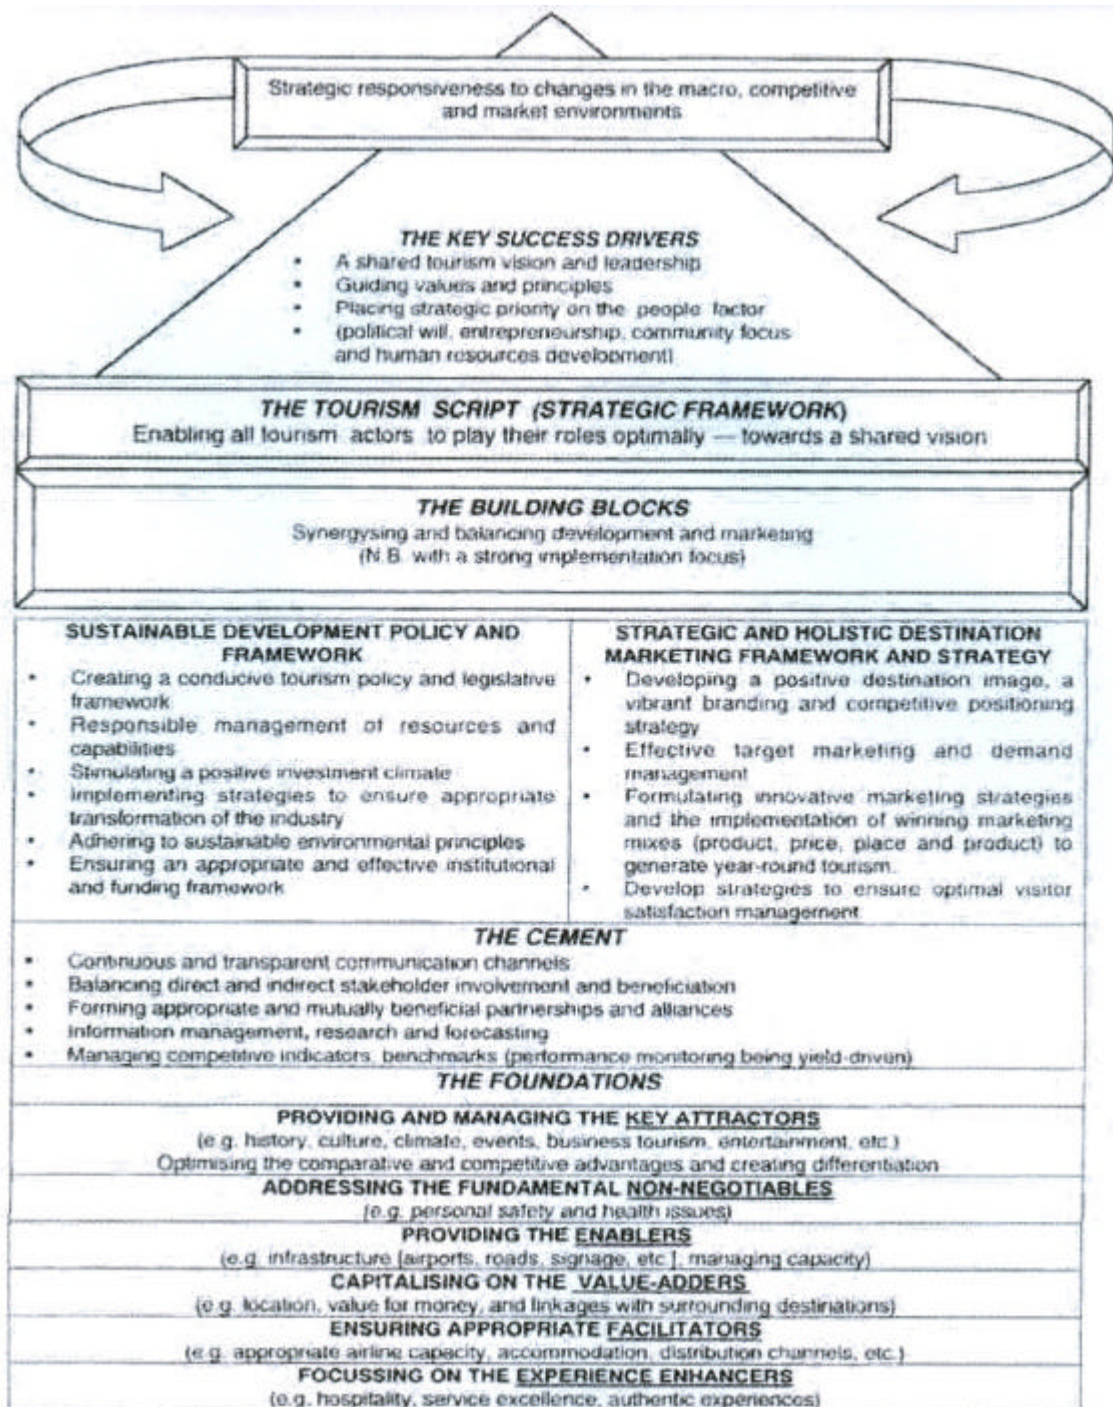 Strategic responsiveness to changes in the macro, competitive
and market environments
THE KEY SUCCESS DRIVERS
• A shared tourism vision and leadership
• Guiding values and principles
• Placing strategic priority on the people factor
• (political will, entrepreneurship, community focus
and human resources development)
THE TOURISM SCRIPT (STRATEGIC FRAMEWORK)
Enabling all tourism actors to play their roles optimally — towards a shared vision
THE BUILDING BLOCKS
Synergysing and balancing development and marketing
(N.B. with a strong implementation focus)
SUSTAINABLE DEVELOPMENT POLICY AND
FRAMEWORK
• Creating a conducive tourism policy and legislative
framework
• Responsible management of resources and
capabilities
• Stimulating a positive investment climate
• Implementing strategies to ensure appropriate
transformation of the industry
• Adhering to sustainable environmental principles
• Ensuring an appropriate and effective institutional
and funding framework
STRATEGIC AND HOLISTIC DESTINATION
MARKETING FRAMEWORK AND STRATEGY
• Developing a positive destination image, a
vibrant branding and competitive positioning
strategy
• Effective target marketing and demand
management
• Formulating innovative marketing strategies
and the implementation of winning marketing
mixes (product, price, place and product) to
generate year-round tourism.
• Develop strategies to ensure optimal visitor
satisfaction management
THE CEMENT
• Continuous and transparent communication channels
• Balancing direct and indirect stakeholder involvement and beneficiation
• Forming appropriate and mutually beneficial partnerships and alliances
• Information management, research and forecasting
• Managing competitive indicators, benchmarks (performance monitoring being yield-driven)
THE FOUNDATIONS
PROVIDING AND MANAGING THE KEY ATTRACTORS
(e.g. history, culture, climate, events, business tourism, entertainment, etc.)
Optimising the comparative and competitive advantages and creating differentiation
ADDRESSING THE FUNDAMENTAL NON-NEGOTIABLES
(e.g. personal safety and health issues)
PROVIDING THE ENABLERS
(e.g. infrastructure [airports, roads, signage, etc.], managing capacity)
CAPITALISING ON THE VALUE-ADDERS
(e.g. location, value for money, and linkages with surrounding destinations)
ENSURING APPROPRIATE FACILITATORS
(e.g. appropriate airline capacity, accommodation, distribution channels, etc.)
FOCUSSING ON THE EXPERIENCE ENHANCERS
(e.g. hospitality, service excellence, authentic experiences)